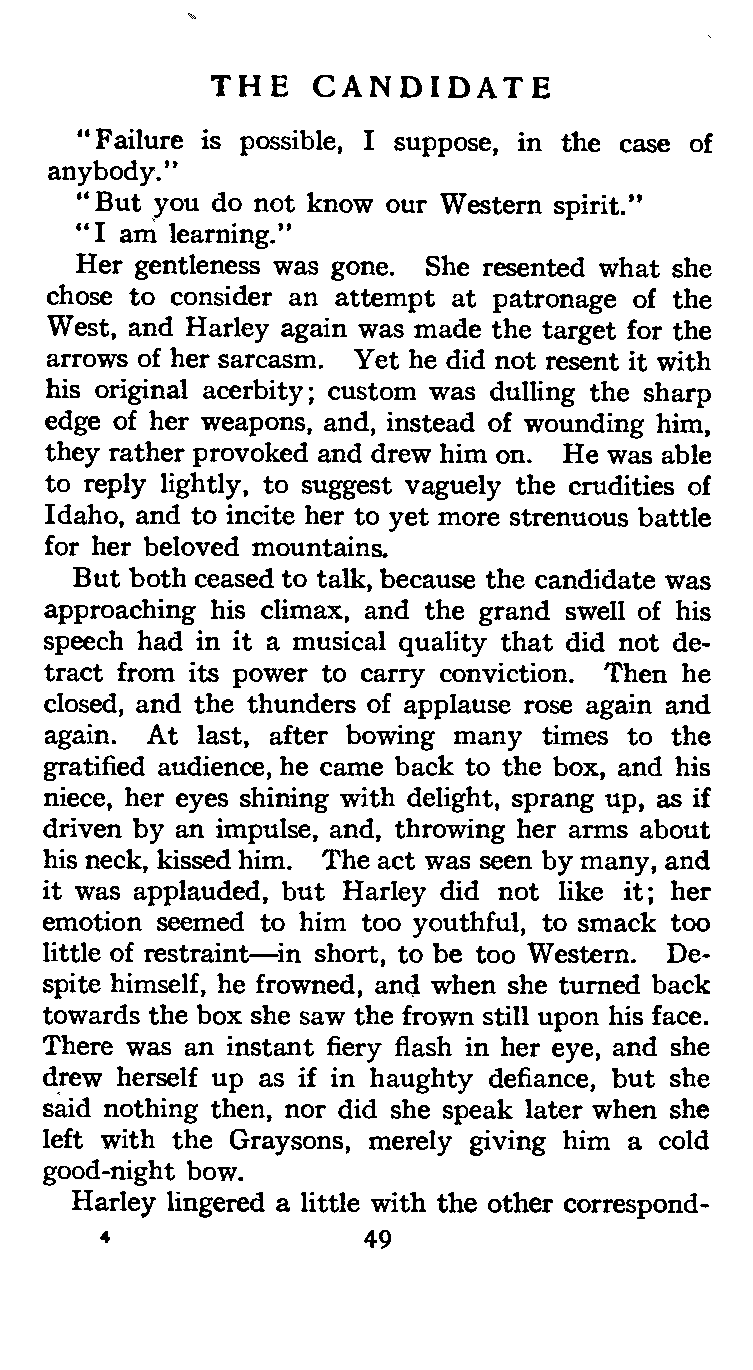 THE CANDIDATE
"Failure is possible, I suppose, in the case of
anybody."
"But you do not know our Western spirit."
"I am learning."
Her gentleness was gone. She resented what she
chose to consider an attempt at patronage of the
West, and Harley again was made the target for the
arrows of her sarcasm. Yet he did not resent it with
his original acerbity; custom was dulling the sharp
edge of her weapons, and, instead of wounding him,
they rather provoked and drew him on. He was able
to reply lightly, to suggest vaguely the crudities of
Idaho, and to incite her to yet more strenuous battle
for her beloved mountains.
But both ceased to talk, because the candidate was
approaching his climax, and the grand swell of his
speech had in it a musical quality that did not de-
tract from its power to carry conviction. Then he
closed, and the thunders of applause rose again and
again. At last, after bowing many times to the
gratified audience, he came back to the box, and his
niece, her eyes shining with delight, sprang up, as if
driven by an impulse, and, throwing her arms about
his neck, kissed him. The act was seen by many, and
it was applauded, but Harley did not like it; her
emotion seemed to him too youthful, to smack too
little of restraint—in short, to be too Western. De-
spite himself, he frowned, and when she turned back
towards the box she saw the frown still upon his face.
There was an instant fiery flash in her eye, and she
drew herself up as if in haughty defiance, but she
said nothing then, nor did she speak later when she
left with the Graysons, merely giving him a cold
good-night bow.
Harley lingered a little with the other correspond-
4 49